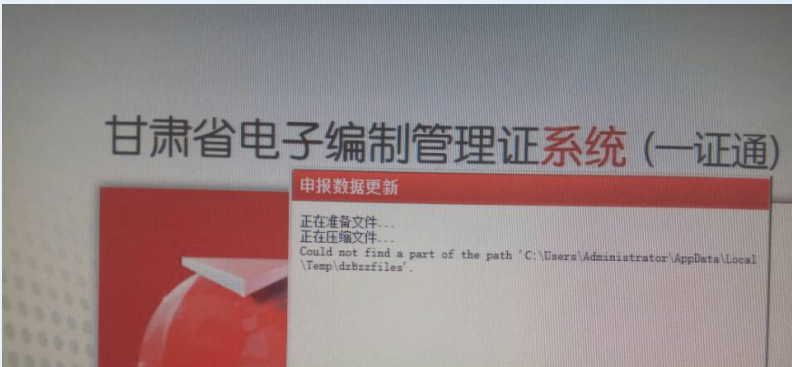 甘肃省电子编制管理证系统(一证通)
申报数据更新
正在准备文件...
正在压缩文件...
Could not find a part of the path 'C:\Users\Administrator\AppData\Local
\Temp\dzbzzfiles'.